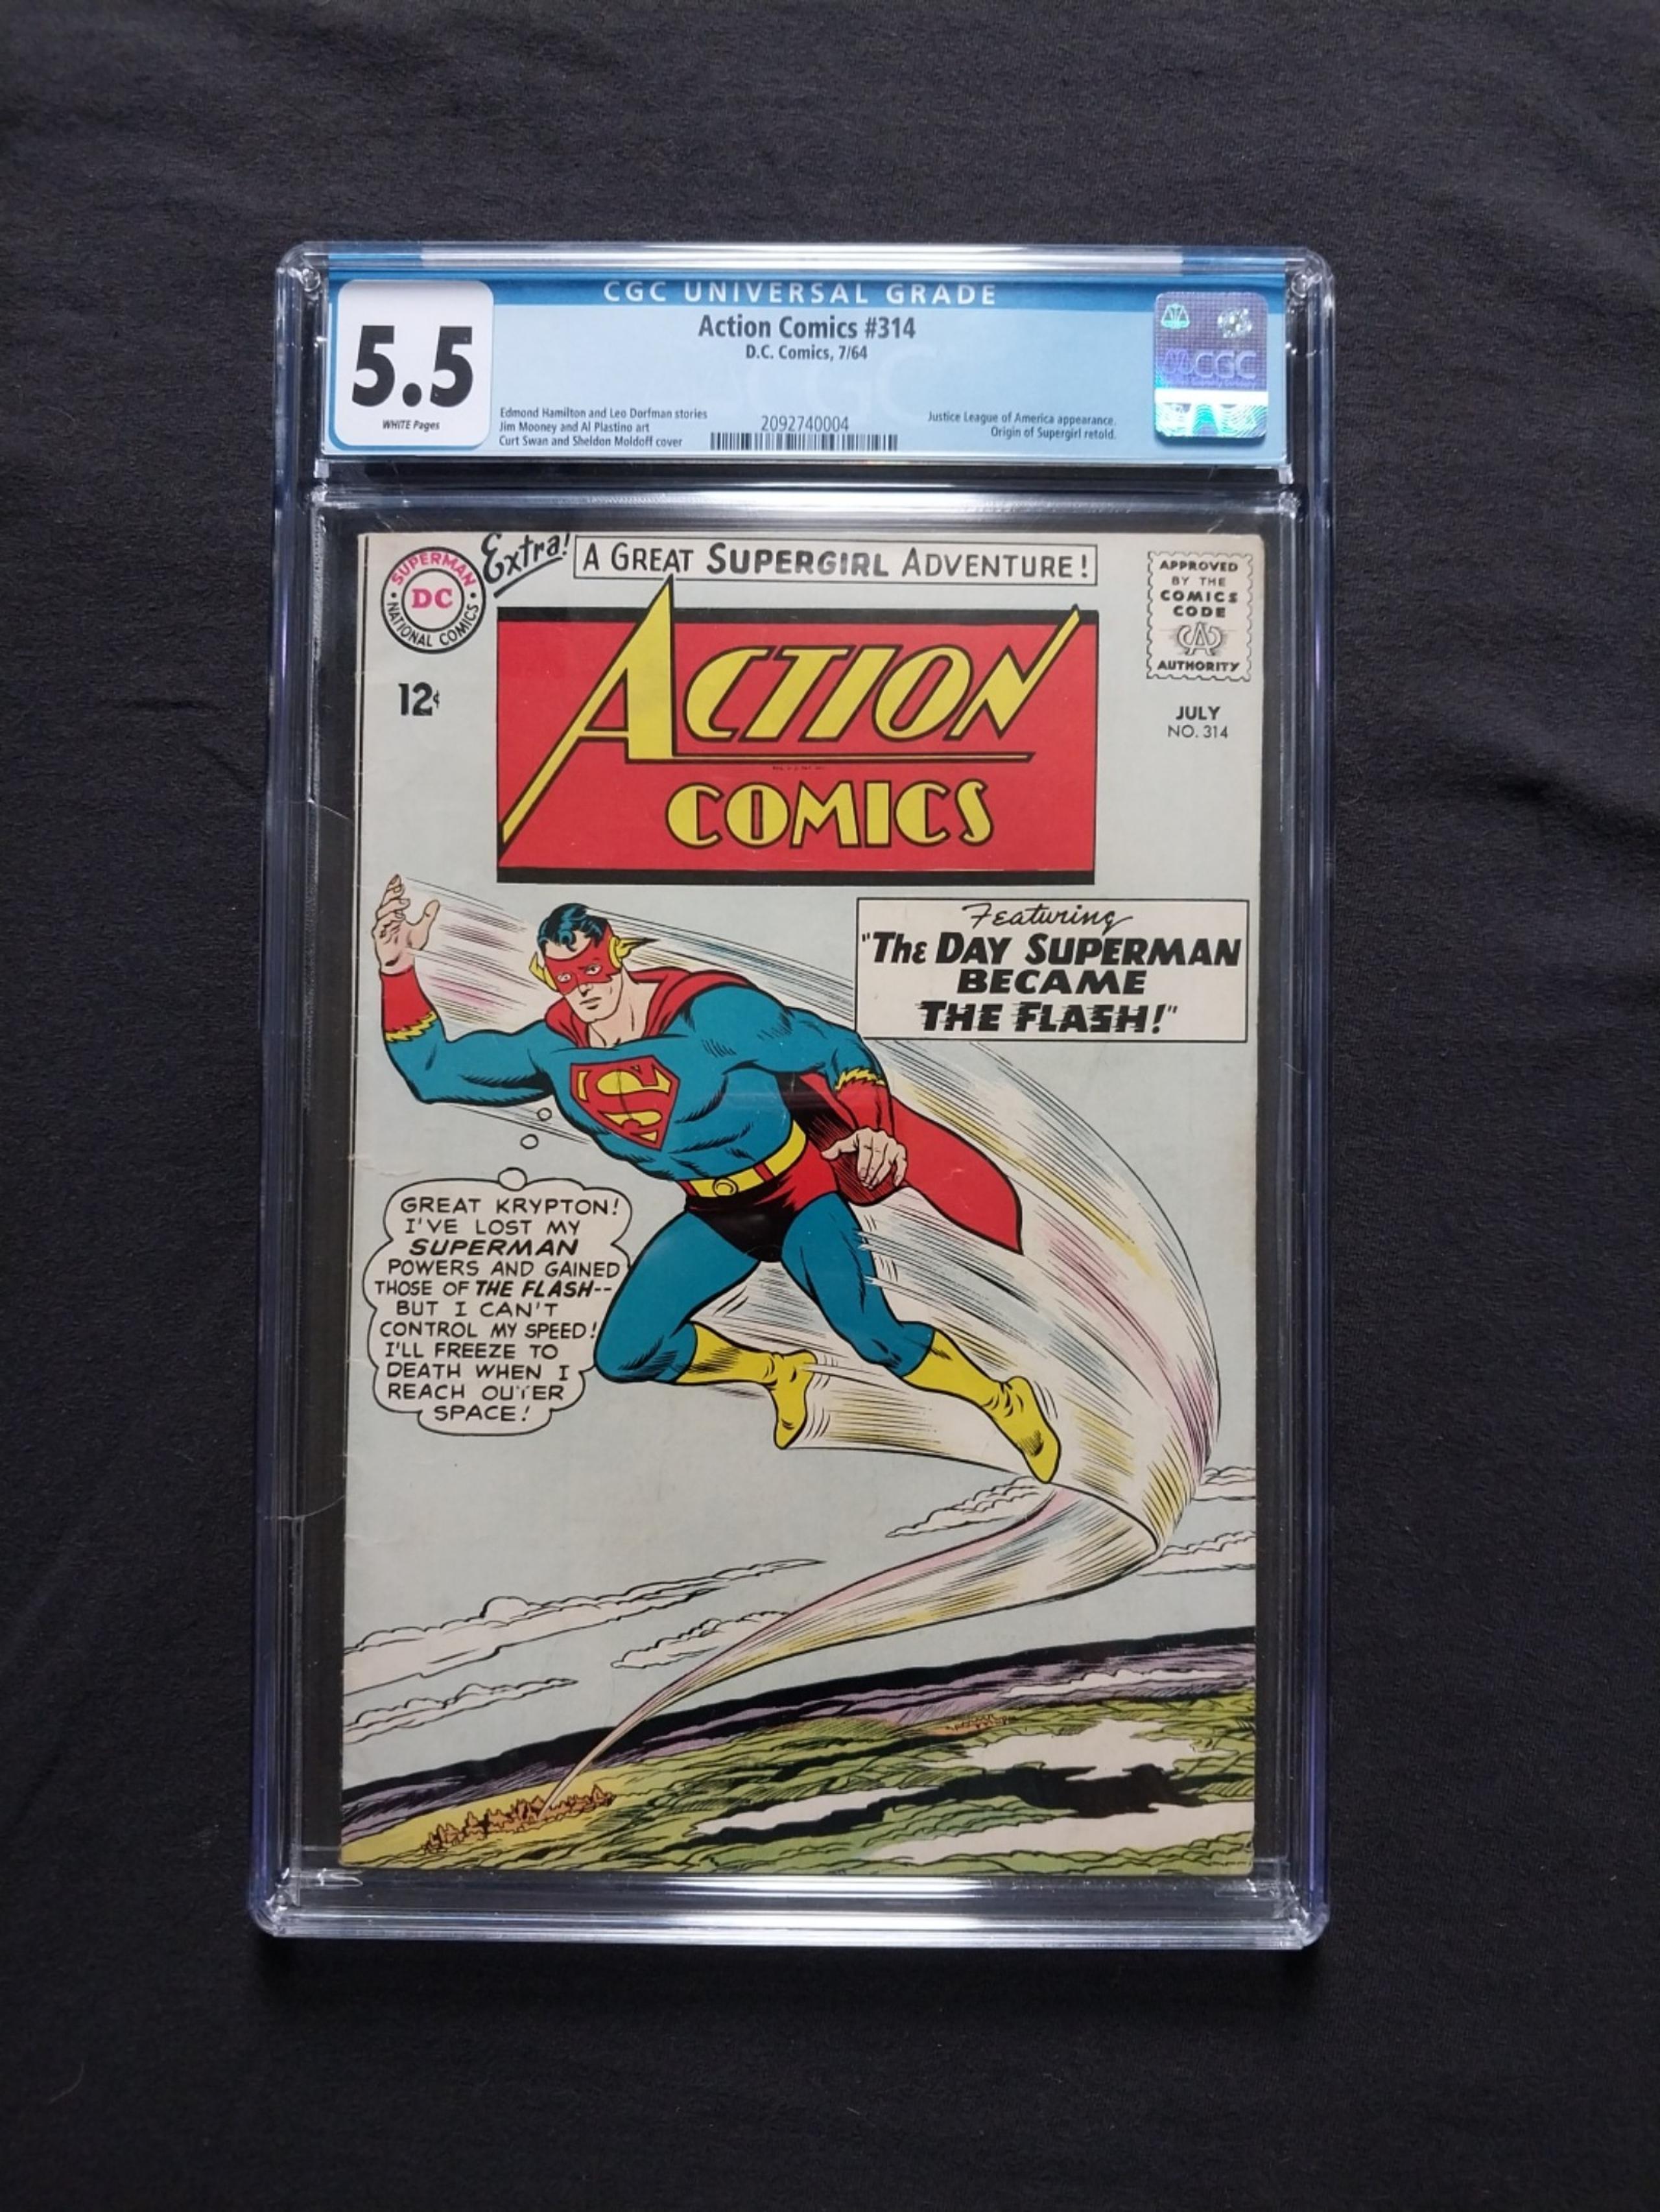 CGC UNIVERSAL GRADE
5.5
WHITE Pages
Action Comics #314
D.C. Comics, 7/64
Edmond Hamilton and Leo Dorfman stories
Jim Mooney and Al Plastino art
Curt Swan and Sheldon Moldoff cover
2092740004
Justice League of America appearance.
Origin of Supergirl retold.
CGC
SUPERMAN
DC
NATIONAL COMICS
Extra!
A GREAT SUPERGIRL ADVENTURE!
APPROVED
BY THE
COMICS
CODE
CA
AUTHORITY
12¢
ACTION
COMICS
JULY
NO. 314
Featuring
"The DAY SUPERMAN
BECAME
THE FLASH!"
S
GREAT KRYPTON!
I'VE LOST MY
SUPERMAN
POWERS AND GAINED
THOSE OF THE FLASH--
BUT I CAN'T
CONTROL MY SPEED!
I'LL FREEZE TO
DEATH WHEN I
REACH OUTER
SPACE!